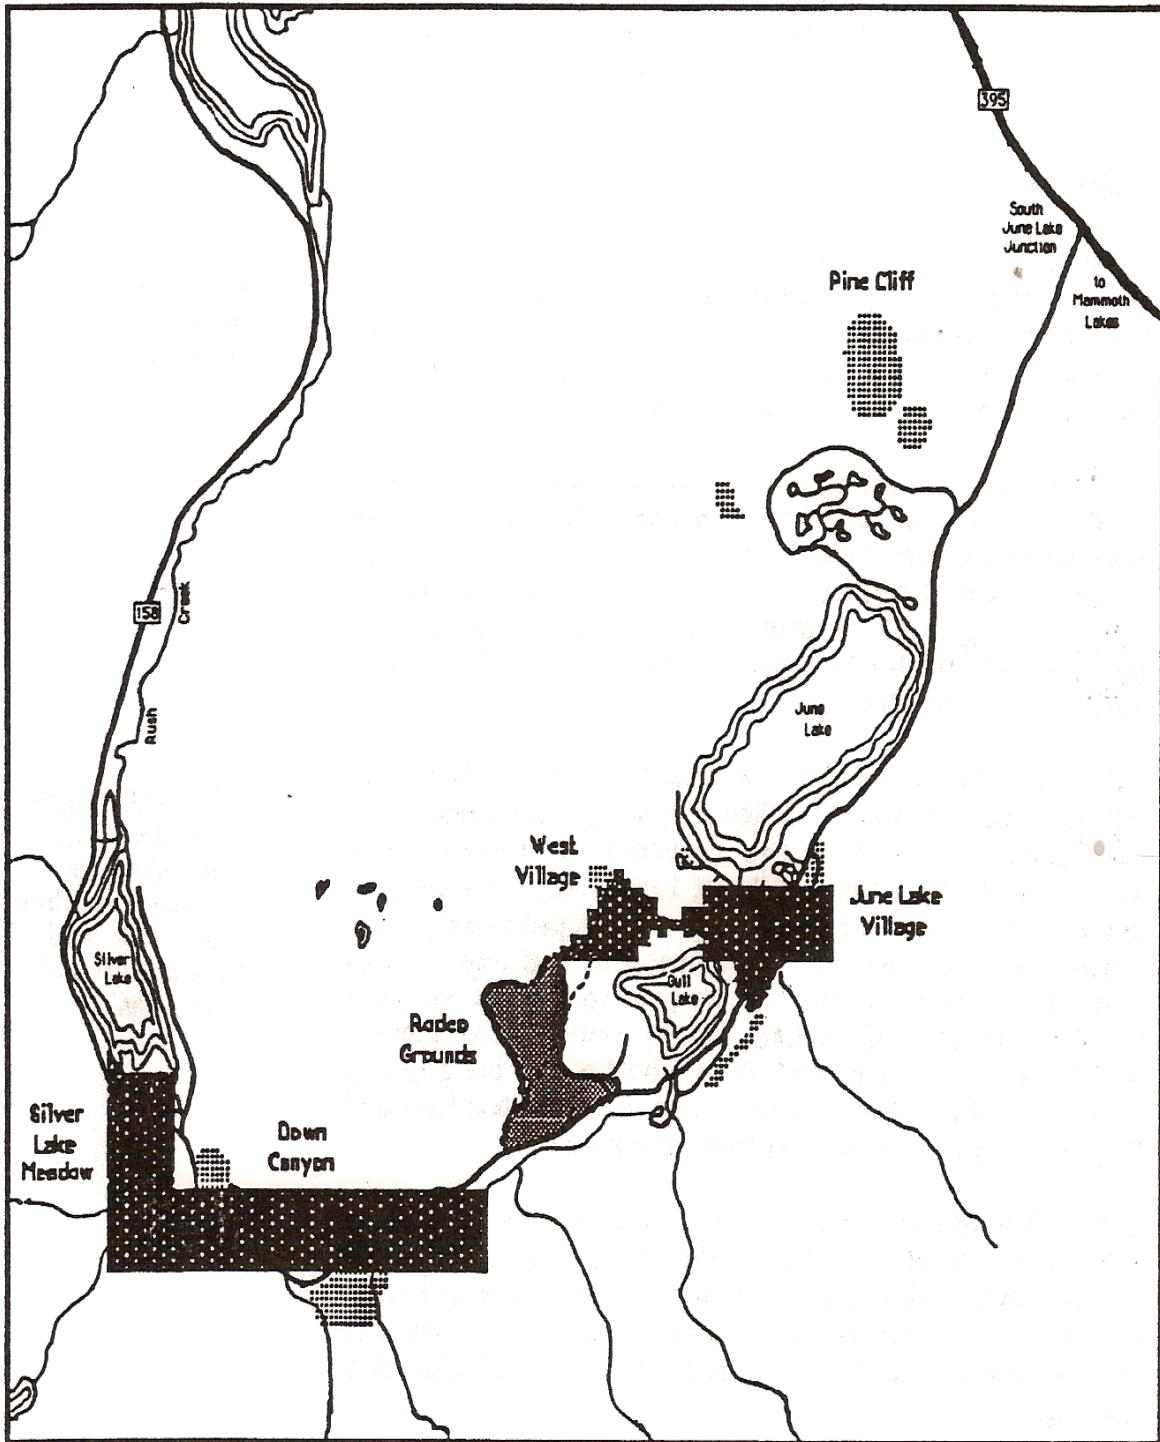 395
South
June Lake
Junction
to
Mammoth
Lakes
Pine Cliff
158
Creek
Rush
June
Lake
West
Village
June Lake
Village
Silver
Lake
Gull
Lake
Rodeo
Grounds
Silver
Lake
Meadow
Down
Canyon